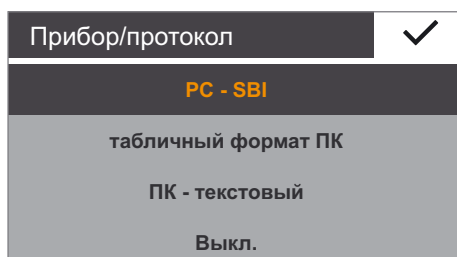 Прибор/протокол
PC - SBI
табличный формат ПК
ПК - текстовый
Выкл.